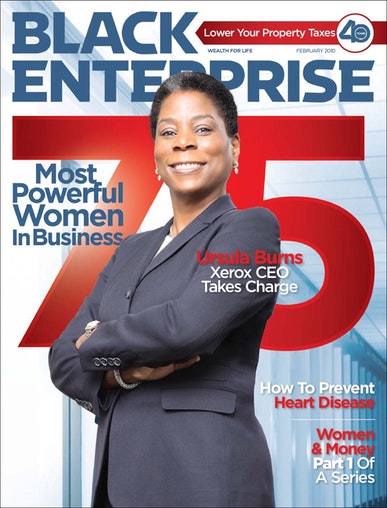 BLACK
ENTERPRISE
Lower Your Property Taxes
40
WEALTH FOR LIFE
FEBRUARY 2010
75
Most
Powerful
Women
In Business
Ursula Burns
Xerox CEO
Takes Charge
How To Prevent
Heart Disease
Women
& Money
Part 1 Of
A Series